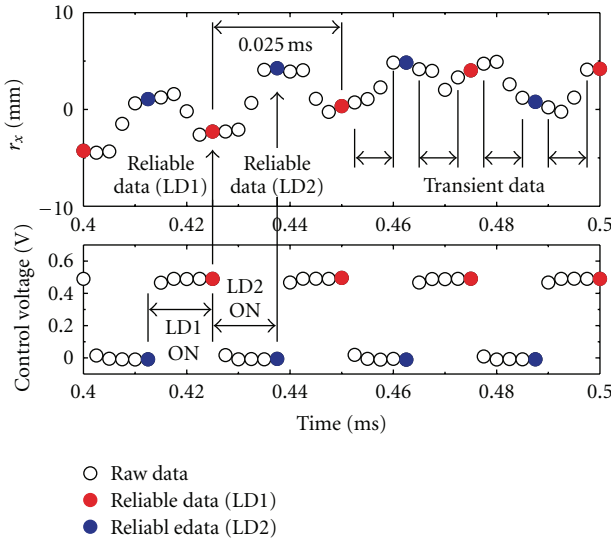 10
0
−10
r_x (mm)
0.025 ms
Reliable
data (LD1)
Reliable
data (LD2)
Transient data
0.4
0.42
0.44
0.46
0.48
0.5
Control voltage (V)
0.6
0.4
0.2
0
LD1
ON
LD2
ON
0.4
0.42
0.44
0.46
0.48
0.5
Time (ms)
Raw data
Reliable data (LD1)
Reliabl edata (LD2)